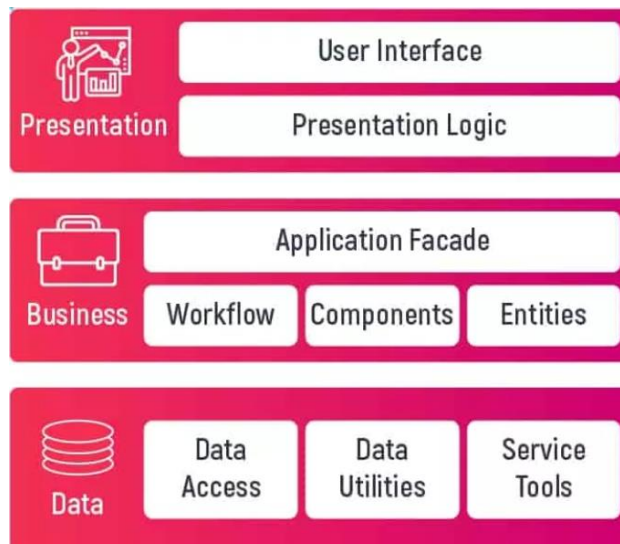 User Interface
Presentation
Presentation Logic
Application Facade
Business
Workflow
Components
Entities
Data
Data
Access
Data
Utilities
Service
Tools